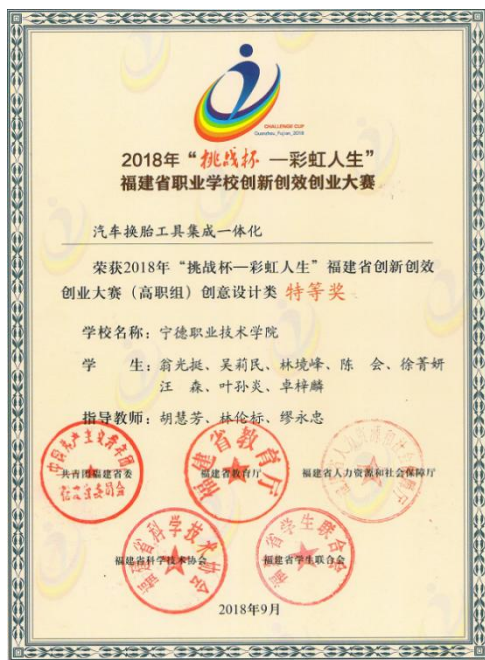 CHALLENGE CUP
2018年“挑战杯 —彩虹人生”
福建省职业学校创新创效创业大赛
汽车换胎工具集成一体化
荣获2018年“挑战杯—彩虹人生”福建省创新创效
创业大赛（高职组）创意设计类 特等奖
学校名称：宁德职业技术学院
学 生：翁光挺、吴莉民、林境峰、陈 会、徐菁妍
汪 森、叶孙炎、卓梓麟
指导教师：胡慧芳、林伦标、缪永忠
共青团福建省委
福建省教育厅
福建省人力资源和社会保障厅
福建省科学技术协会
福建省学生联合会
2018年9月